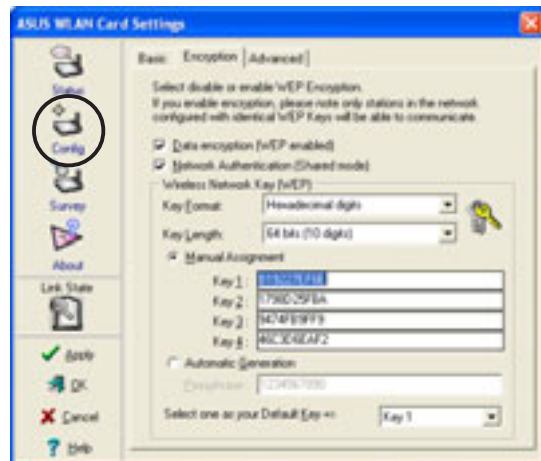 ASUS WLAN Card Settings
Status
Config
Survey
About
Link State
Apply
OK
Cancel
Help
Basic Encryption Advanced
Select disable or enable WEP Encryption.
If you enable encryption, please note only stations in the network
configured with identical WEP Keys will be able to communicate.
Data encryption (WEP enabled)
Network Authentication (Shared mode)
Wireless Network Key (WEP)
Key Format: Hexadecimal digits
Key Length: 64 bits (10 digits)
Manual Assignment
Key 1:
Key 2: 1798D25FBA
Key 3: 9474FB9FF9
Key 4: 46C3D6EAF2
Automatic Generation
Passphrase: 1234567890
Select one as your Default Key => Key 1